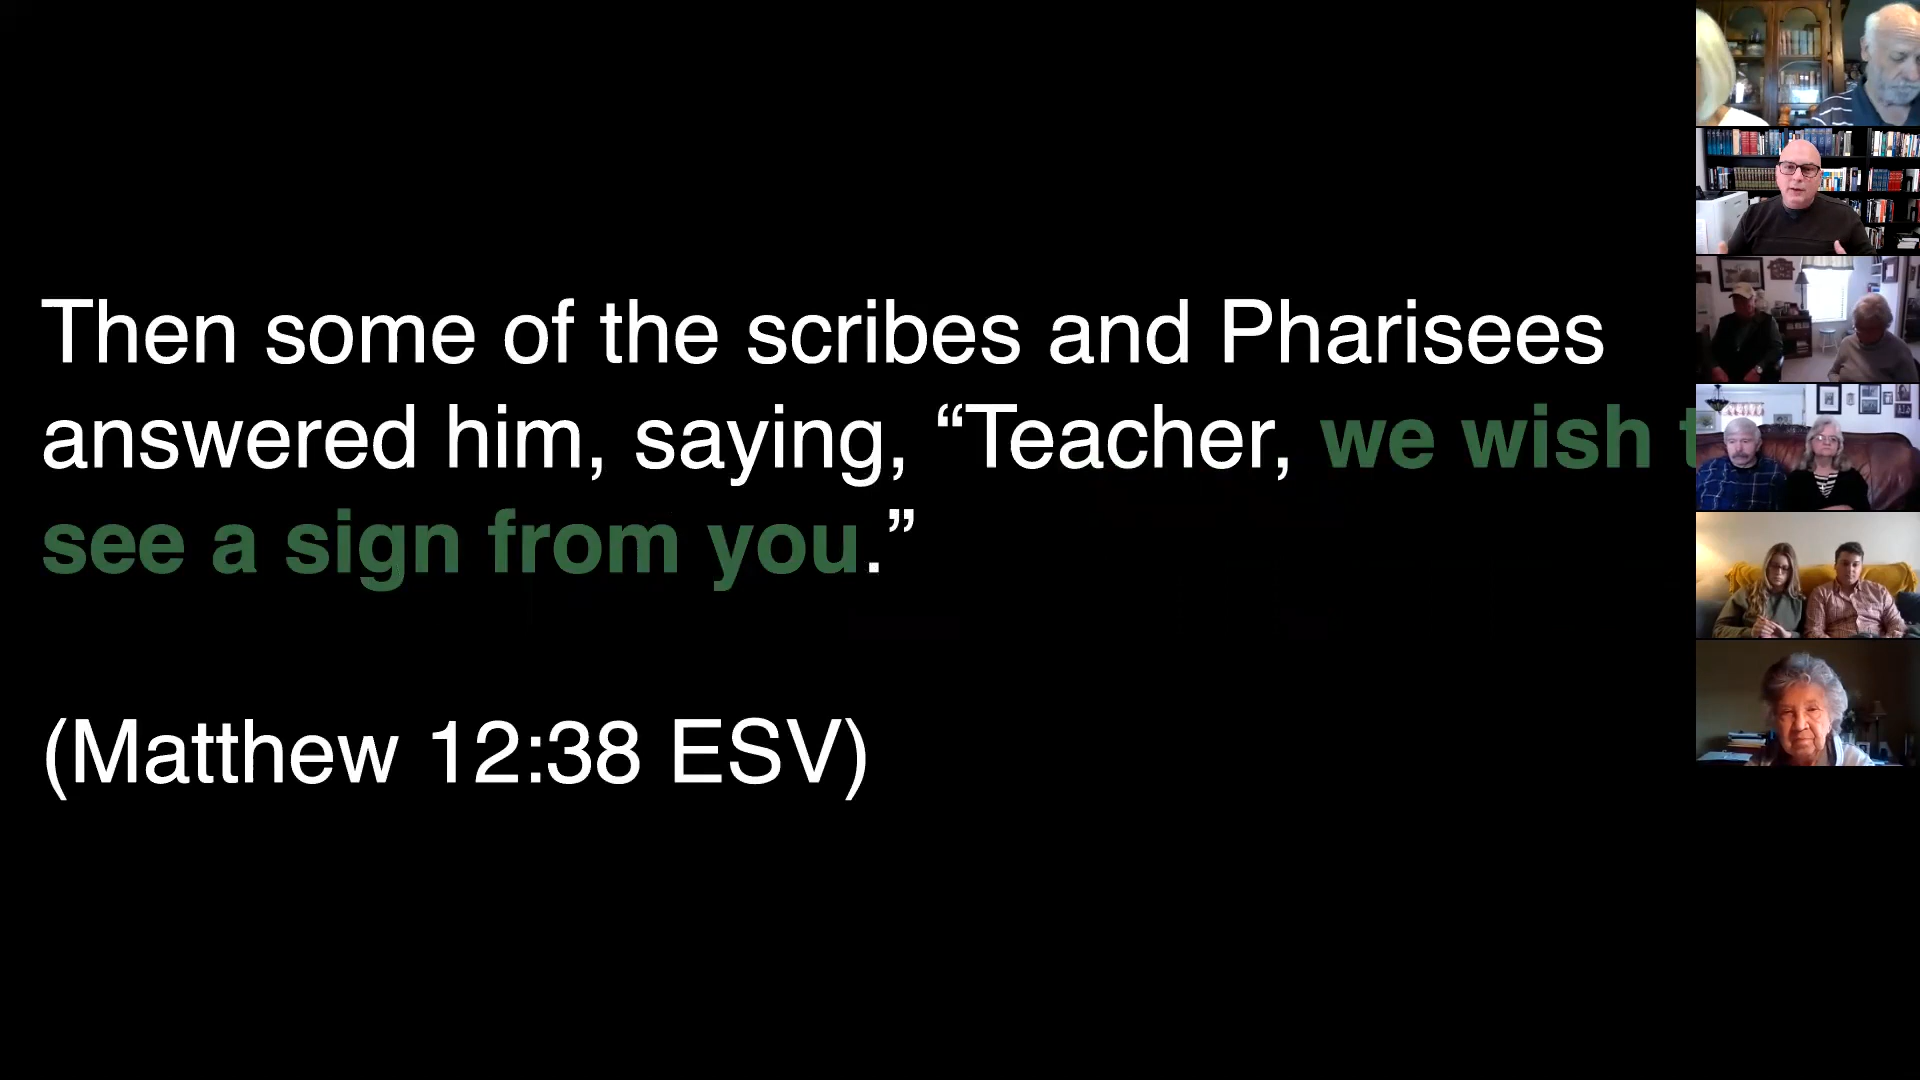 Then some of the scribes and Pharisees
answered him, saying, “Teacher, we wish t
see a sign from you.”
(Matthew 12:38 ESV)